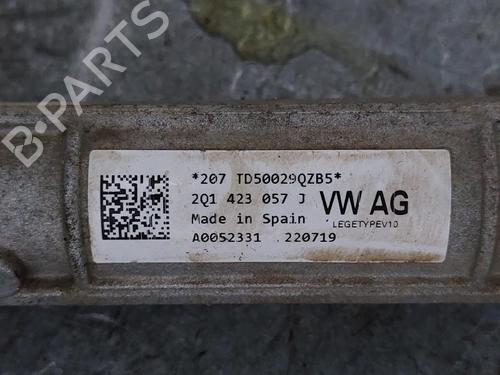 B-PARTS
*207 TD50029QZB5*
2Q1 423 057 J
Made in Spain
A0052331 220719
VW AG
LEGETYPEV10